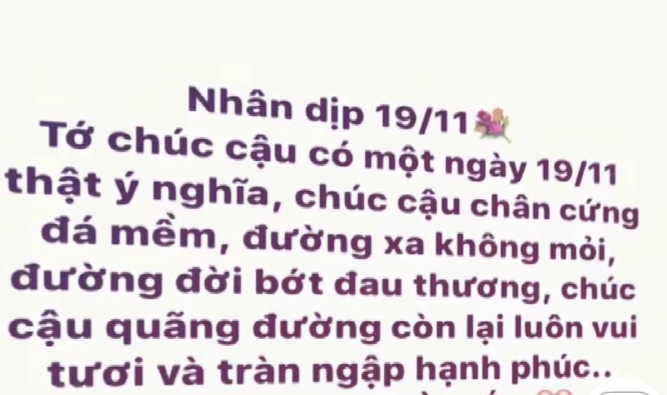 Nhân dịp 19/11💐
Tớ chúc cậu có một ngày 19/11
thật ý nghĩa, chúc cậu chân cứng
đá mềm, đường xa không mỏi,
đường đời bớt đau thương, chúc
cậu quãng đường còn lại luôn vui
tươi và tràn ngập hạnh phúc..